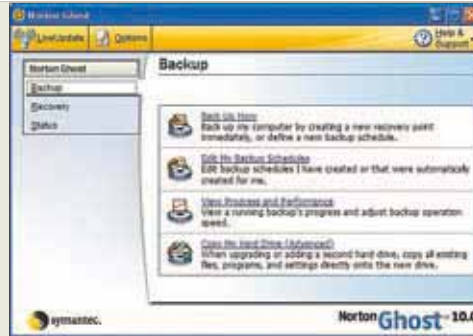 Norton Ghost
LiveUpdate
Options
Help & Support
Norton Ghost
Backup
Recovery
Status
Backup
Back Up Now
Back up my computer by creating a new recovery point
immediately, or define a new backup schedule.
Edit My Backup Schedules
Edit backup schedules I have created or that were automatically
created for me.
View Progress and Performance
View a running backup's progress and adjust backup operation
speed.
Copy My Hard Drive (Advanced)
When upgrading or adding a second hard drive, copy all existing
files, programs, and settings directly onto the new drive.
symantec.
Norton Ghost 10.0